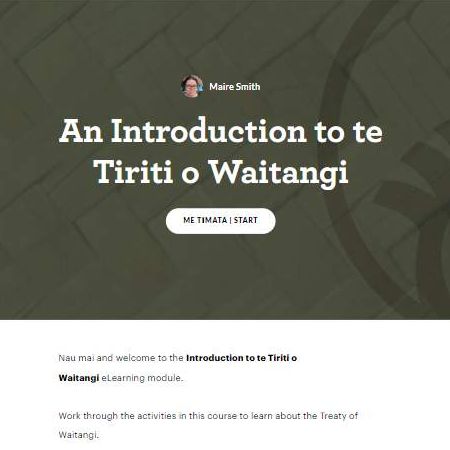 Maire Smith
An Introduction to te
Tiriti o Waitangi
ME TIMATA | START
Nau mai and welcome to the Introduction to te Tiriti o
Waitangi eLearning module.
Work through the activities in this course to learn about the Treaty of
Waitangi.